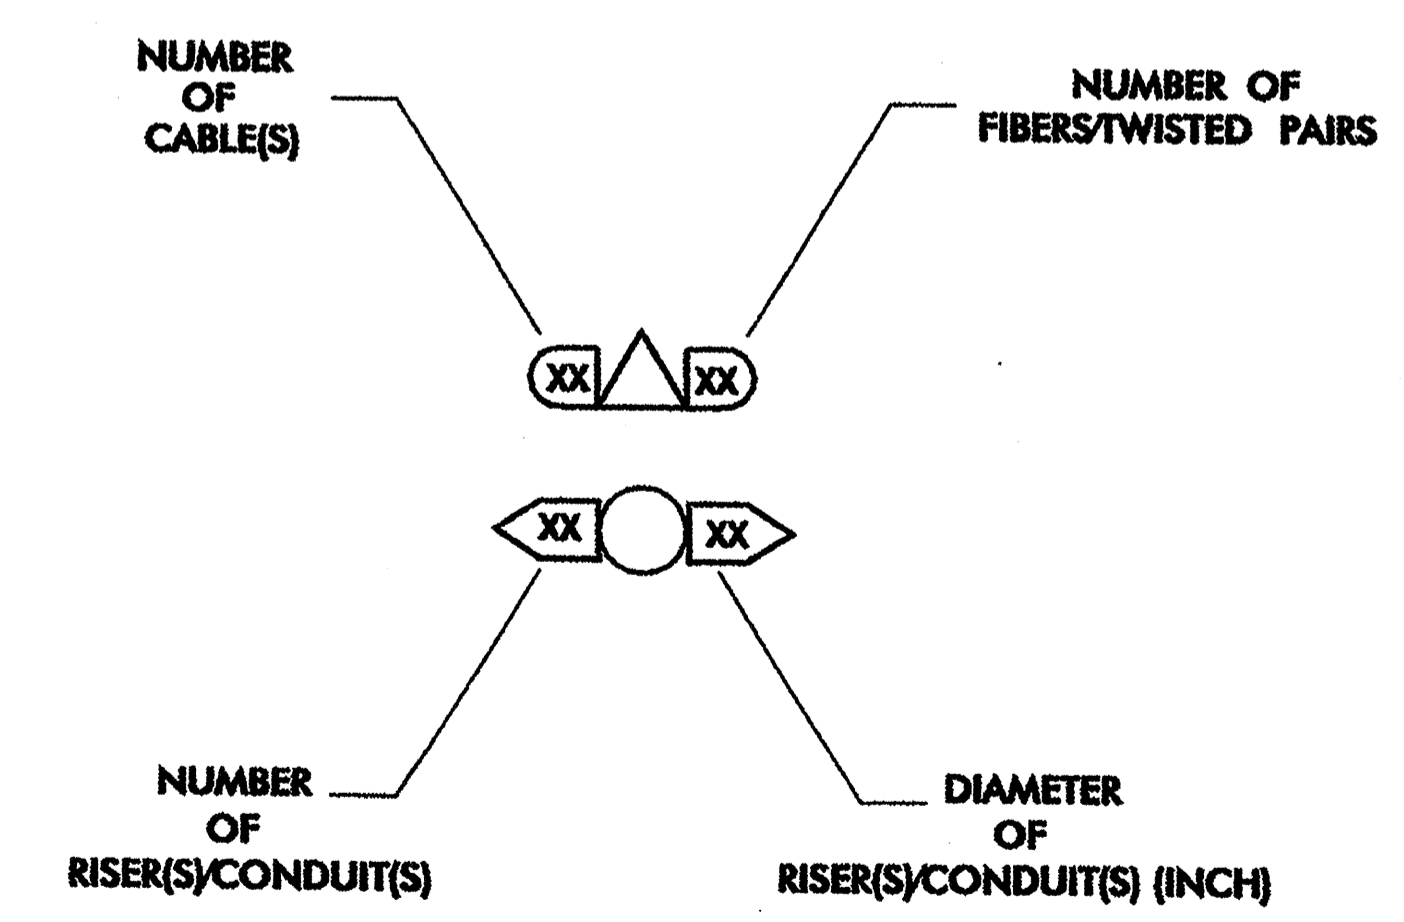 NUMBER
OF
CABLE(S)
NUMBER OF
FIBERS/TWISTED PAIRS
XX XX
XX XX
NUMBER
OF
RISER(S)/CONDUIT(S)
DIAMETER
OF
RISER(S)/CONDUIT(S) (INCH)